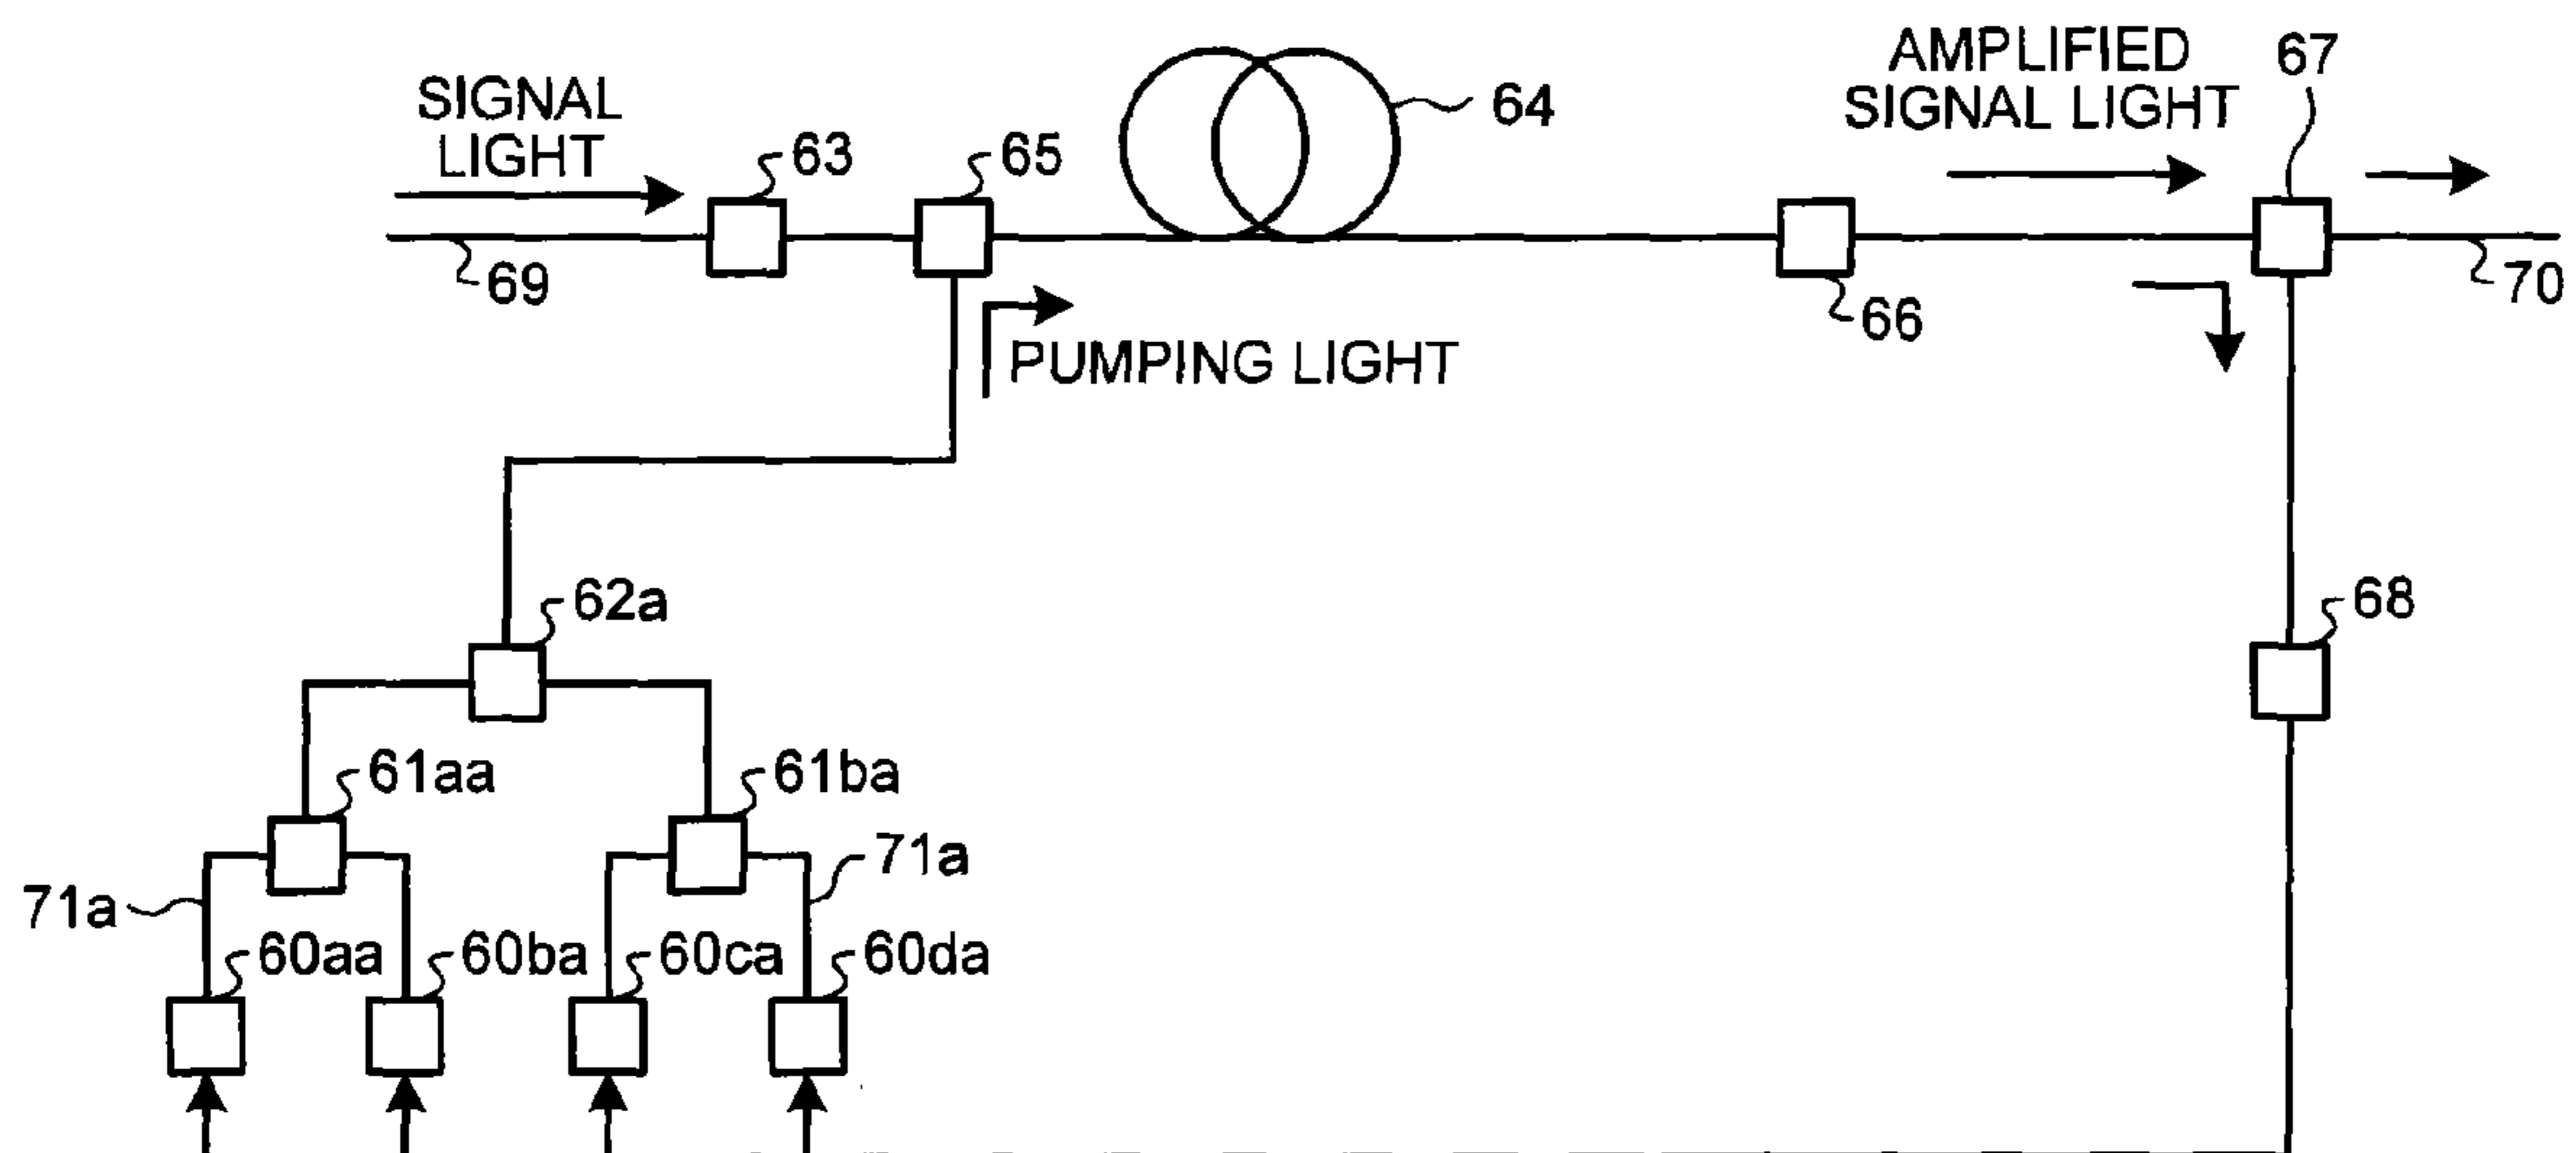 SIGNAL
LIGHT
63
65
64
AMPLIFIED
SIGNAL LIGHT
67
69
66
70
PUMPING LIGHT
62a
68
61aa
61ba
71a
71a
60aa
60ba
60ca
60da